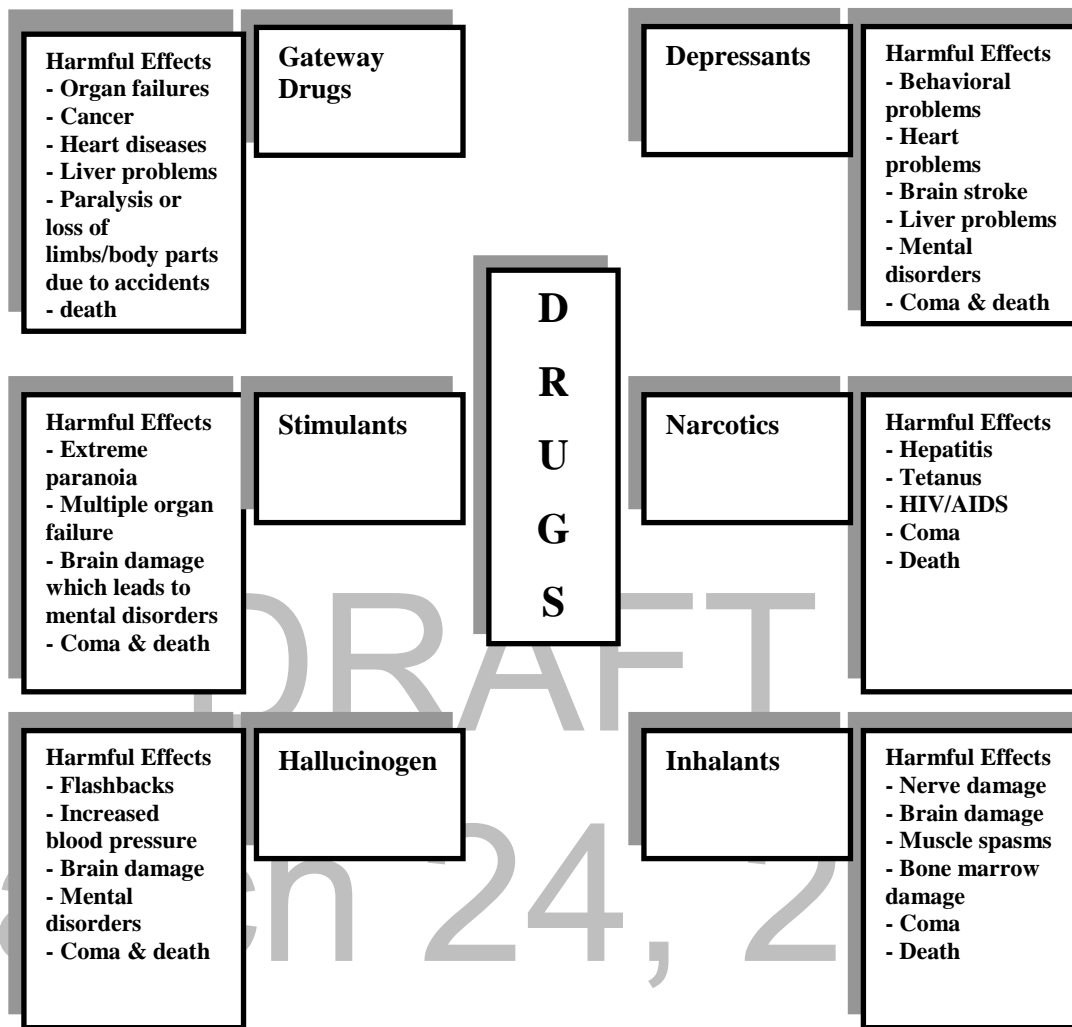 Harmful Effects
- Organ failures
- Cancer
- Heart diseases
- Liver problems
- Paralysis or
loss of
limbs/body parts
due to accidents
- death
Gateway
Drugs
Depressants
Harmful Effects
- Behavioral
problems
- Heart
problems
- Brain stroke
- Liver problems
- Mental
disorders
- Coma & death
D
R
U
G
S
Harmful Effects
- Extreme
paranoia
- Multiple organ
failure
- Brain damage
which leads to
mental disorders
- Coma & death
Stimulants
Narcotics
Harmful Effects
- Hepatitis
- Tetanus
- HIV/AIDS
- Coma
- Death
Harmful Effects
- Flashbacks
- Increased
blood pressure
- Brain damage
- Mental
disorders
- Coma & death
Hallucinogen
Inhalants
Harmful Effects
- Nerve damage
- Brain damage
- Muscle spasms
- Bone marrow
damage
- Coma
- Death
DRAFT
24, 2